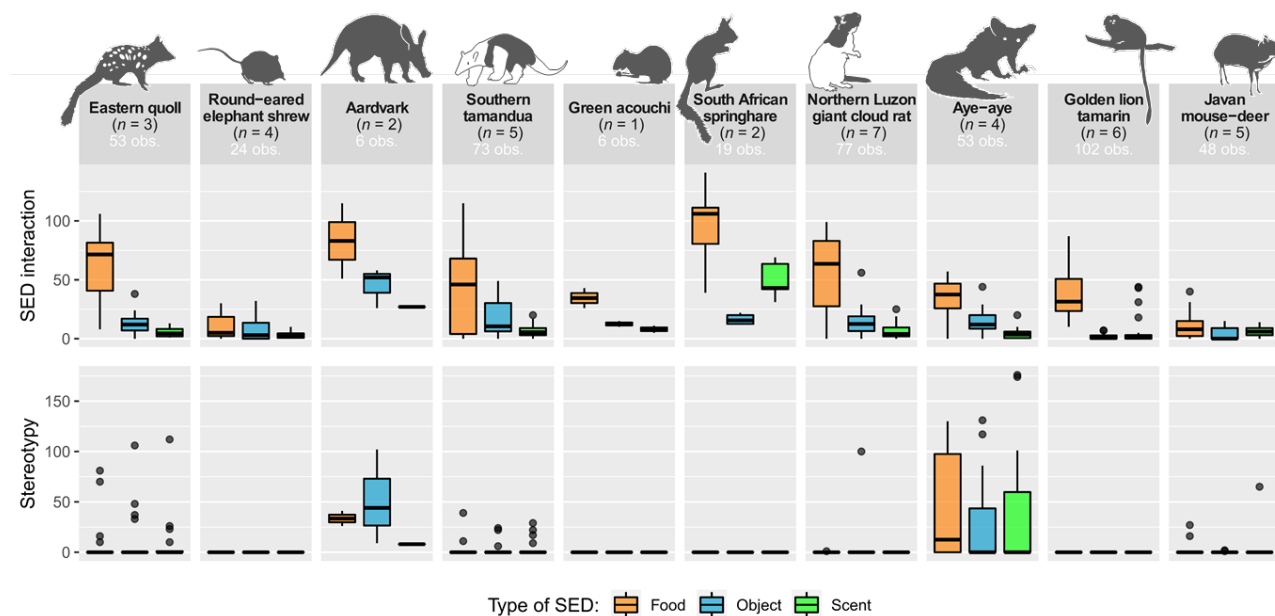 Eastern quoll
(n = 3)
53 obs.
Round−eared
elephant shrew
(n = 4)
24 obs.
Aardvark
(n = 2)
6 obs.
Southern
tamandua
(n = 5)
73 obs.
Green acouchi
(n = 1)
6 obs.
South African
springhare
(n = 2)
19 obs.
Northern Luzon
giant cloud rat
(n = 7)
77 obs.
Aye−aye
(n = 4)
53 obs.
Golden lion
tamarin
(n = 6)
102 obs.
Javan
mouse−deer
(n = 5)
48 obs.
SED interaction
100
50
0
Stereotypy
150
100
50
0
Type of SED: Food Object Scent